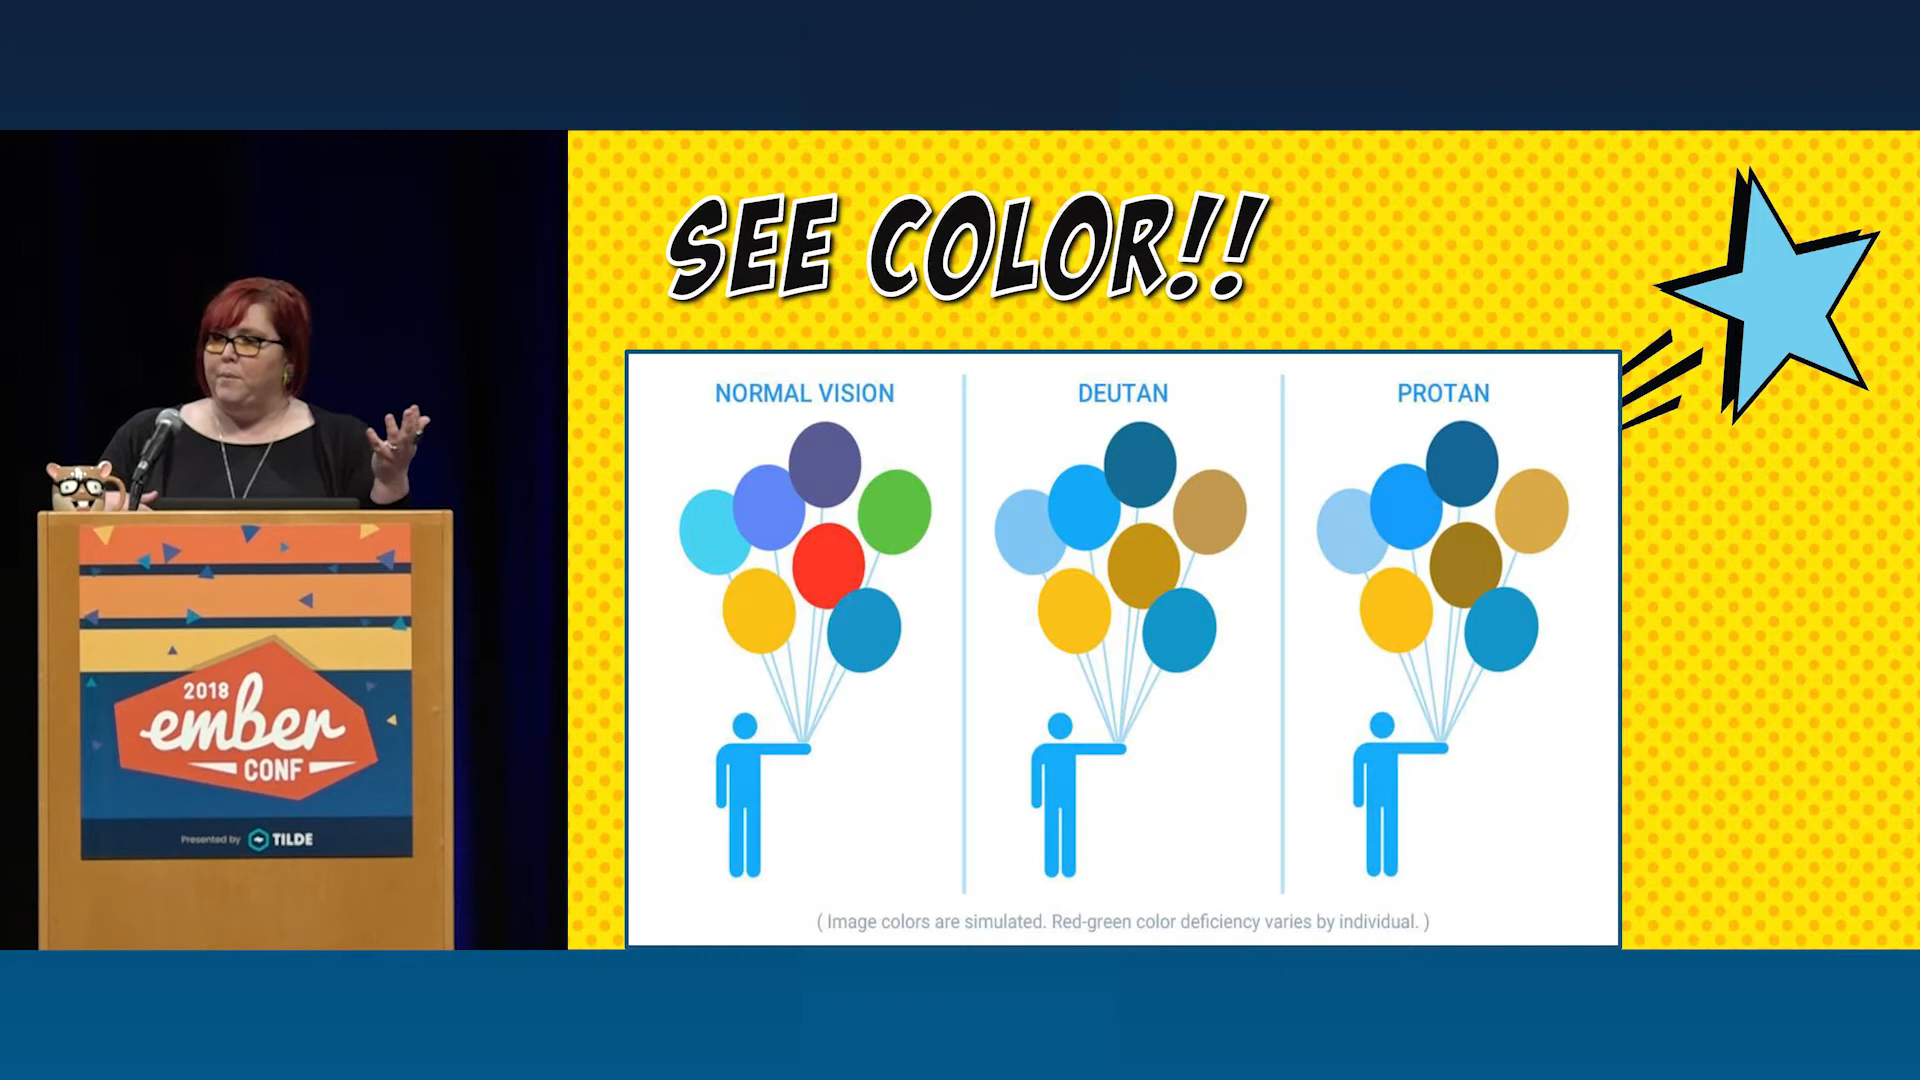 SEE COLOR!!
NORMAL VISION
DEUTAN
PROTAN
( Image colors are simulated. Red-green color deficiency varies by individual. )
2018
ember
CONF
Presented by TILDE